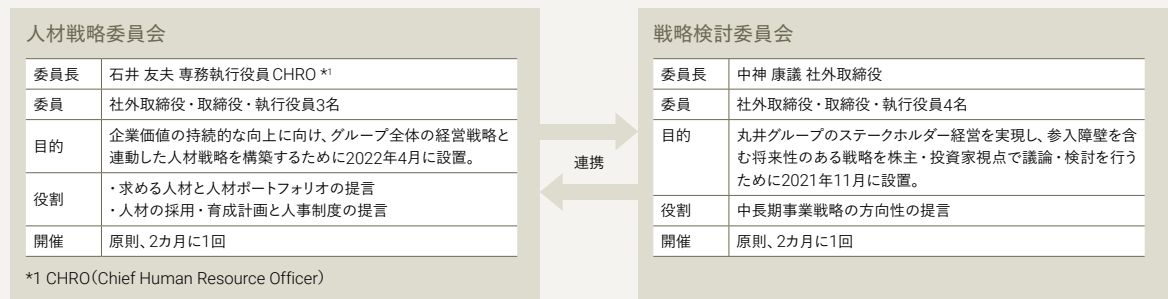 人材戦略委員会
委員長 石井 友夫 専務執行役員CHRO *1
委員 社外取締役・取締役・執行役員3名
目的 企業価値の持続的な向上に向け、グループ全体の経営戦略と
連動した人材戦略を構築するために2022年4月に設置。
役割 ・求める人材と人材ポートフォリオの提言
・人材の採用・育成計画と人事制度の提言
開催 原則、2カ月に1回
*1 CHRO(Chief Human Resource Officer)
連携
戦略検討委員会
委員長 中神 康議 社外取締役
委員 社外取締役・取締役・執行役員4名
目的 丸井グループのステークホルダー経営を実現し、参入障壁を含
む将来性のある戦略を株主・投資家視点で議論・検討を行う
ために2021年11月に設置。
役割 中長期事業戦略の方向性の提言
開催 原則、2カ月に1回